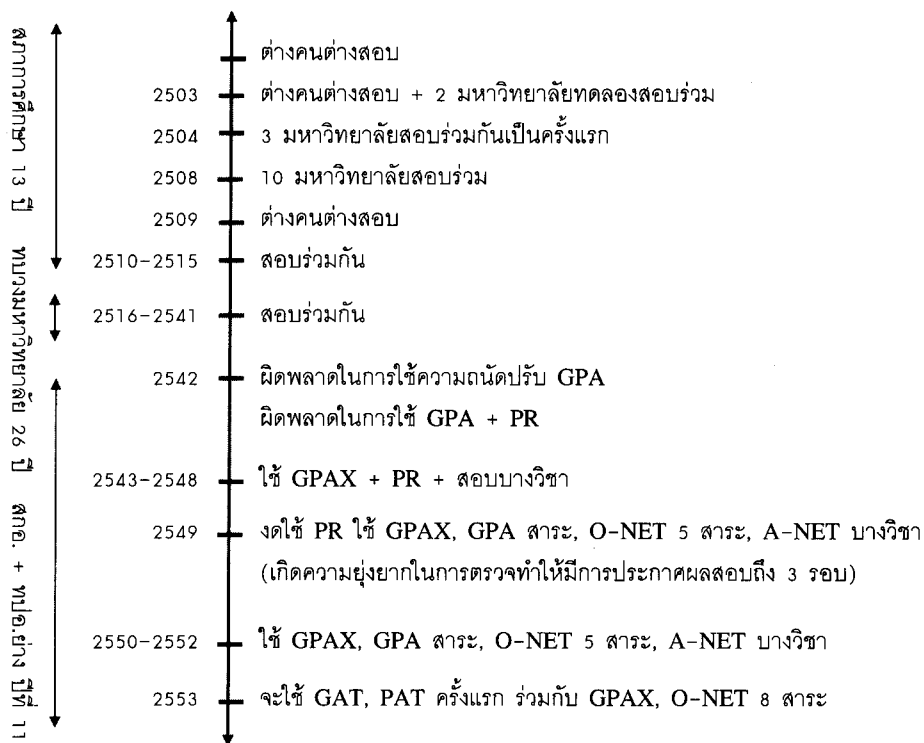 สภาการศึกษา 13 ปี
ทบวงมหาวิทยาลัย 26 ปี
สกอ. + ทปอ.ย่าง ปีที่ 11
ต่างคนต่างสอบ
2503 ต่างคนต่างสอบ + 2 มหาวิทยาลัยทดลองสอบร่วม
2504 3 มหาวิทยาลัยสอบร่วมกันเป็นครั้งแรก
2508 10 มหาวิทยาลัยสอบร่วม
2509 ต่างคนต่างสอบ
2510-2515 สอบร่วมกัน
2516-2541 สอบร่วมกัน
2542 ผิดพลาดในการใช้ความถนัดปรับ GPA
ผิดพลาดในการใช้ GPA + PR
2543-2548 ใช้ GPAX + PR + สอบบางวิชา
2549 งดใช้ PR ใช้ GPAX, GPA สาระ, O-NET 5 สาระ, A-NET บางวิชา
(เกิดความยุ่งยากในการตรวจทำให้มีการประกาศผลสอบถึง 3 รอบ)
2550-2552 ใช้ GPAX, GPA สาระ, O-NET 5 สาระ, A-NET บางวิชา
2553 จะใช้ GAT, PAT ครั้งแรก ร่วมกับ GPAX, O-NET 8 สาระ